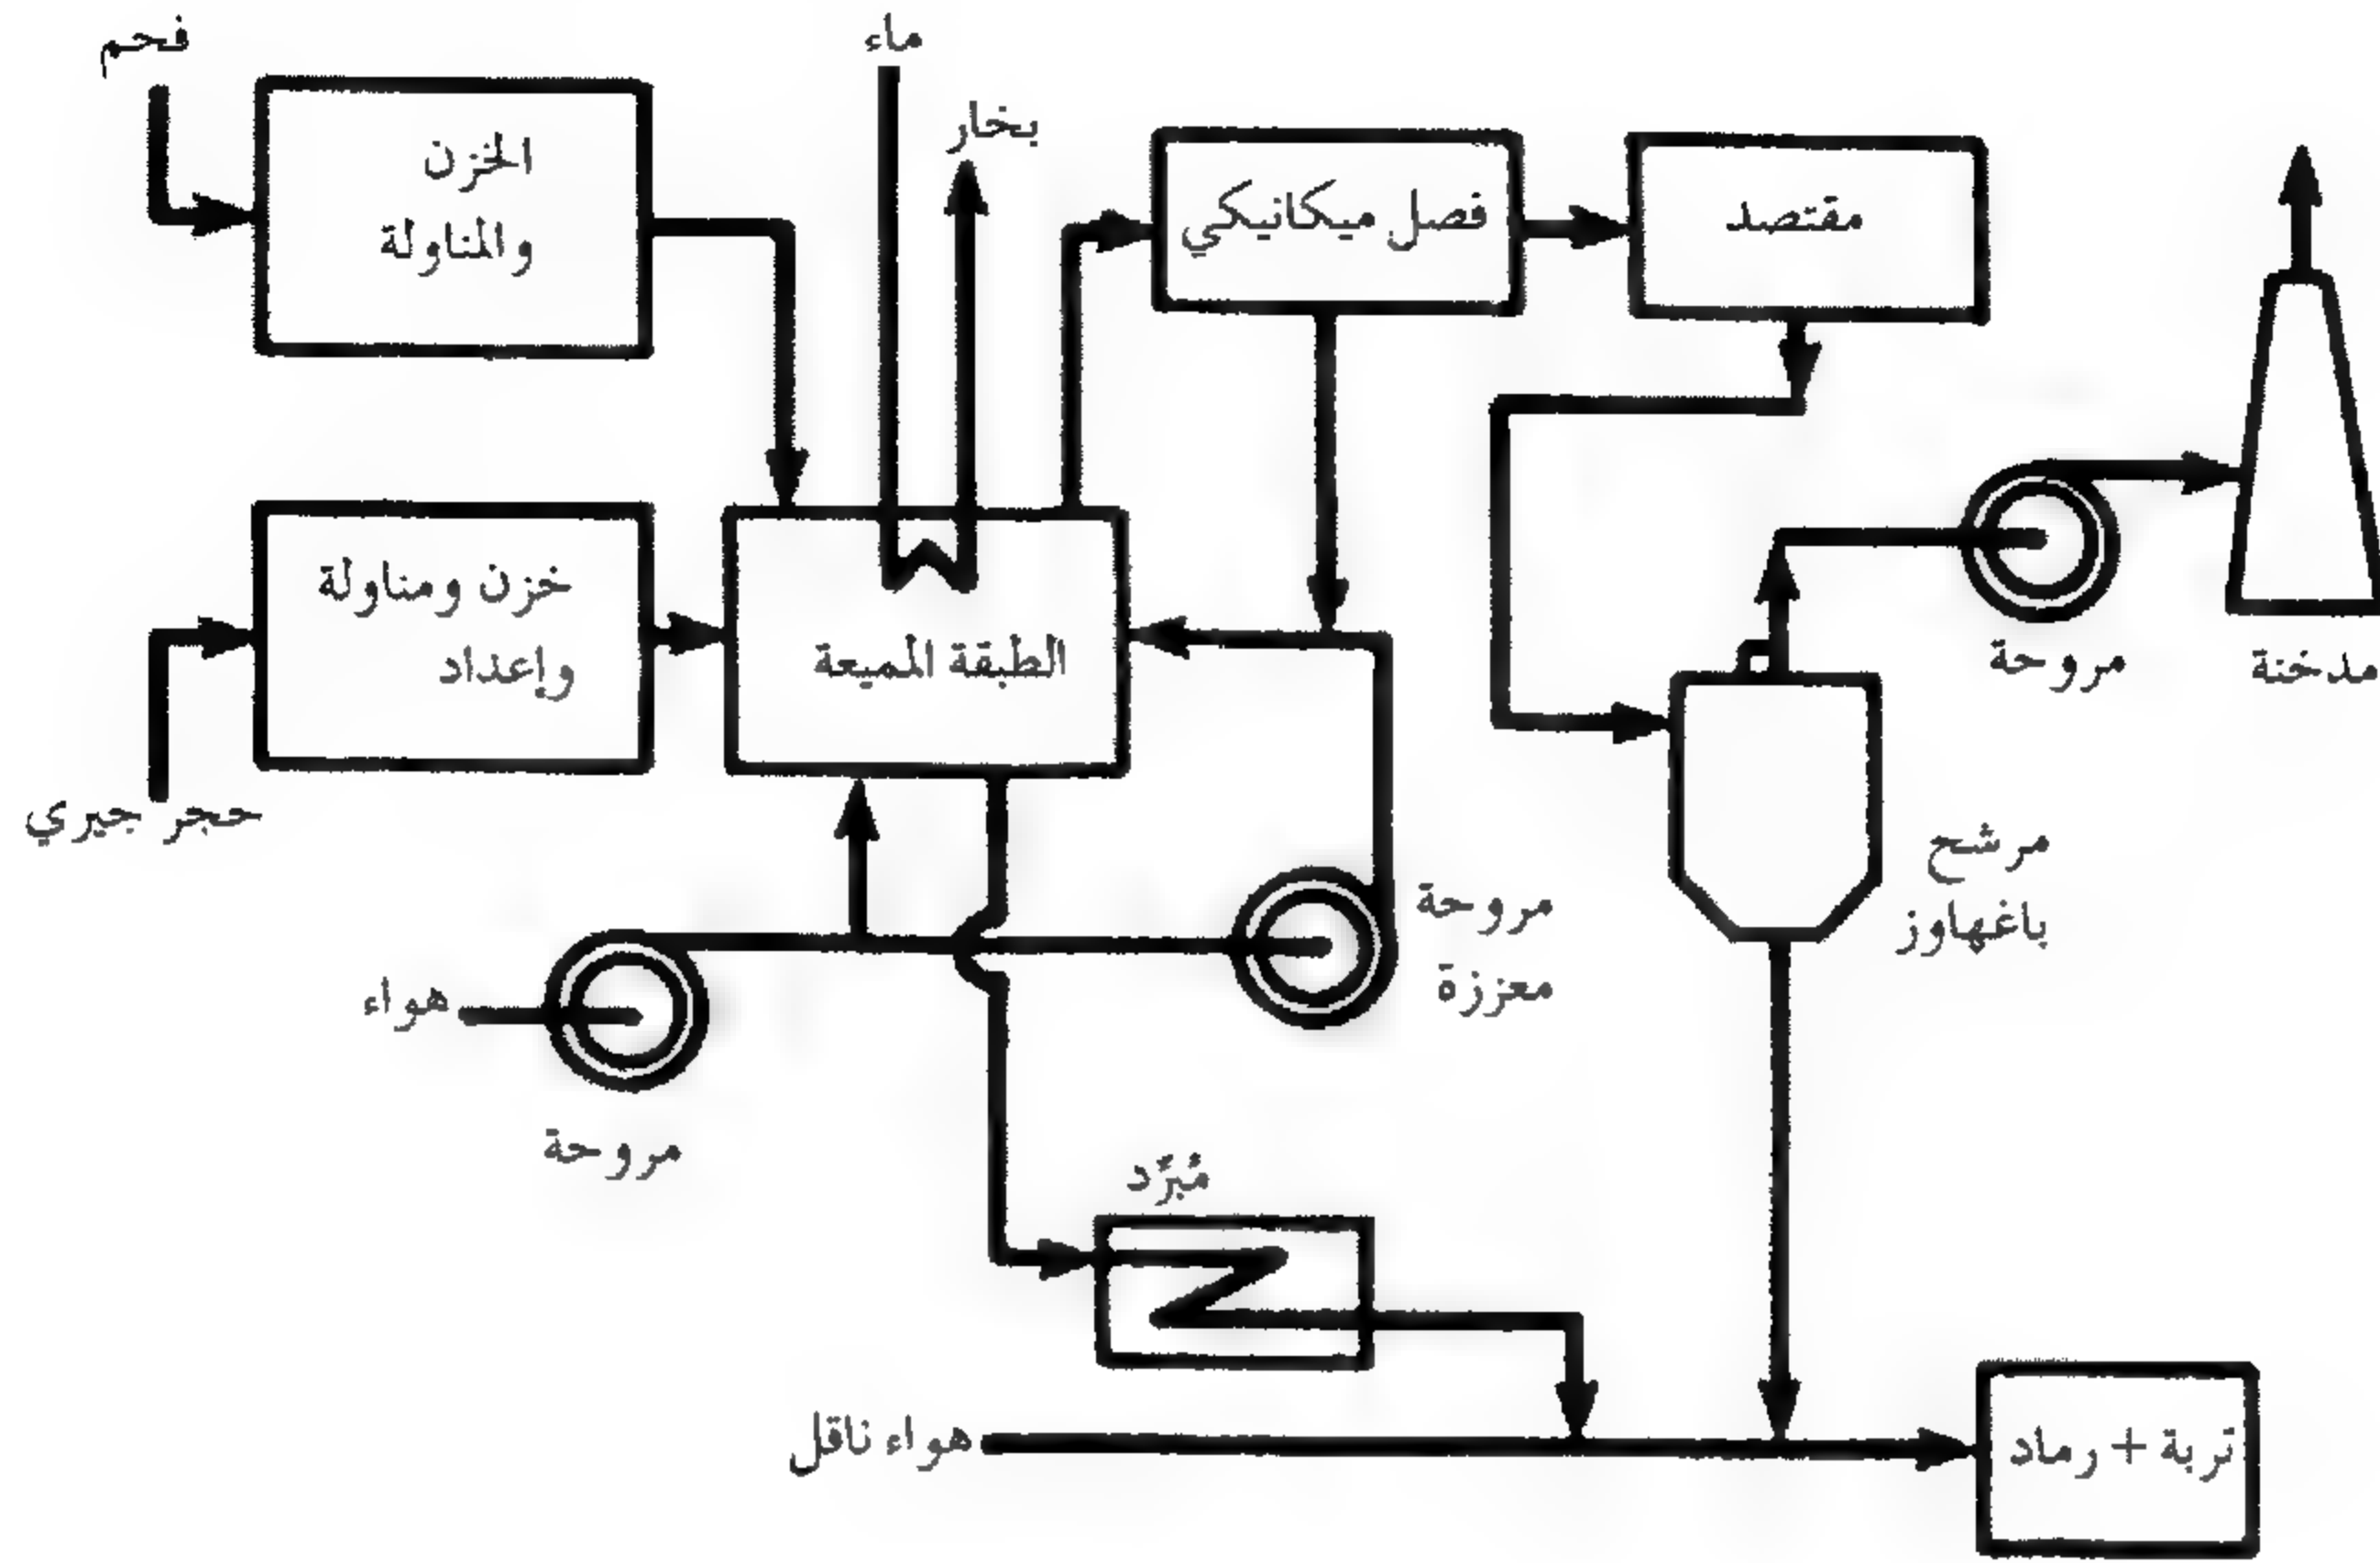 فحم
ماء
بخار
الخزن
والمناولة
فصل ميكانيكي
مقتصد
خزن ومناولة
وإعداد
الطبقة المميعة
مروحة
مدخنة
حجر جيري
مرشح
باغهاوز
مروحة
معززة
هواء
مروحة
مُبرّد
هواء ناقل
تربة + رماد